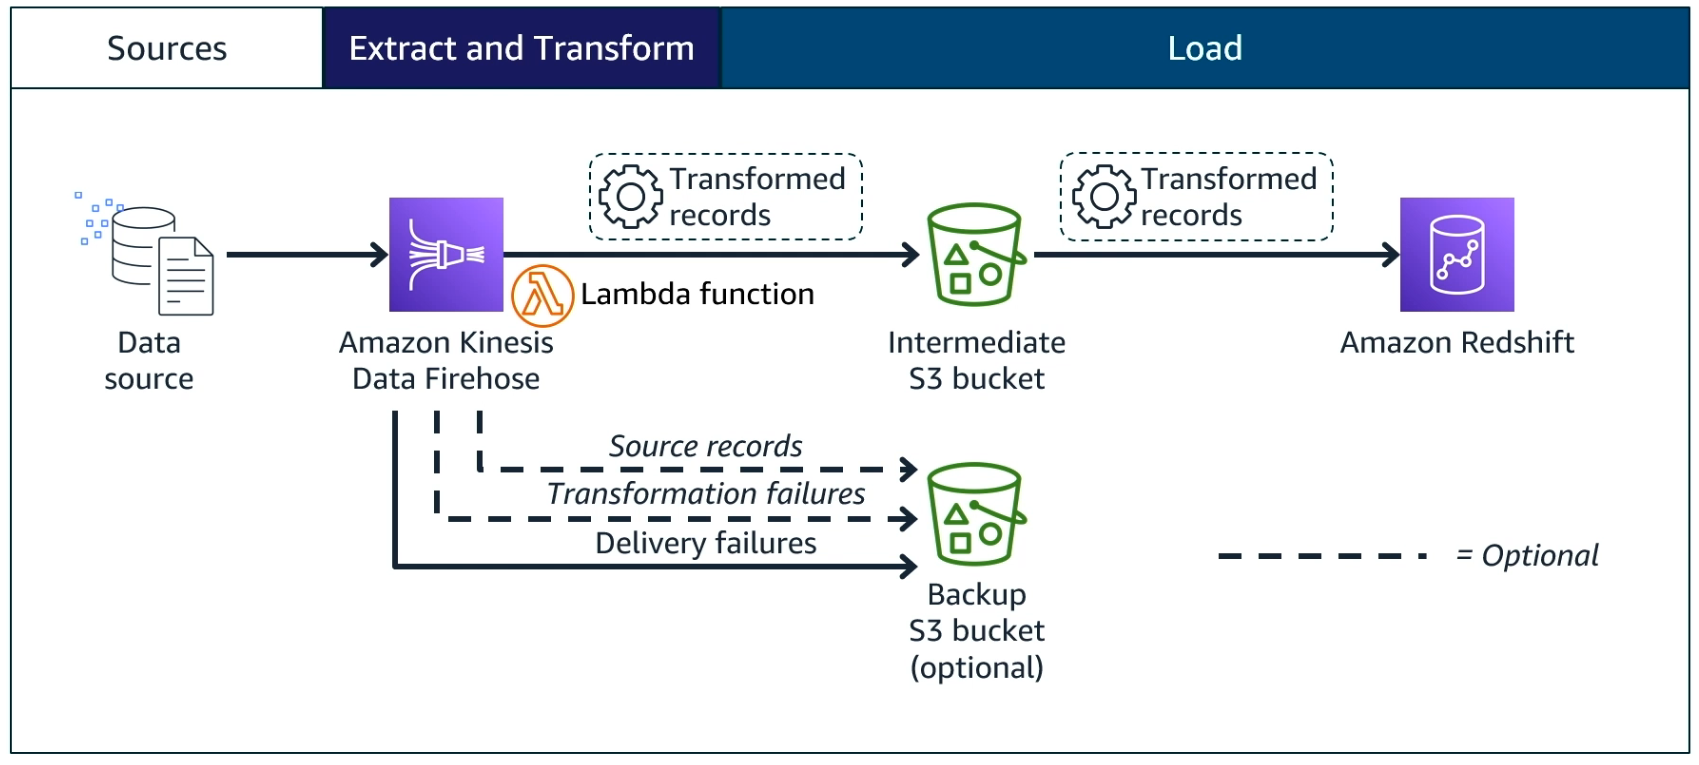 Sources
Extract and Transform
Load
Transformed
records
Transformed
records
Lambda function
Data
source
Amazon Kinesis
Data Firehose
Intermediate
S3 bucket
Amazon Redshift
Source records
Transformation failures
Delivery failures
= Optional
Backup
S3 bucket
(optional)